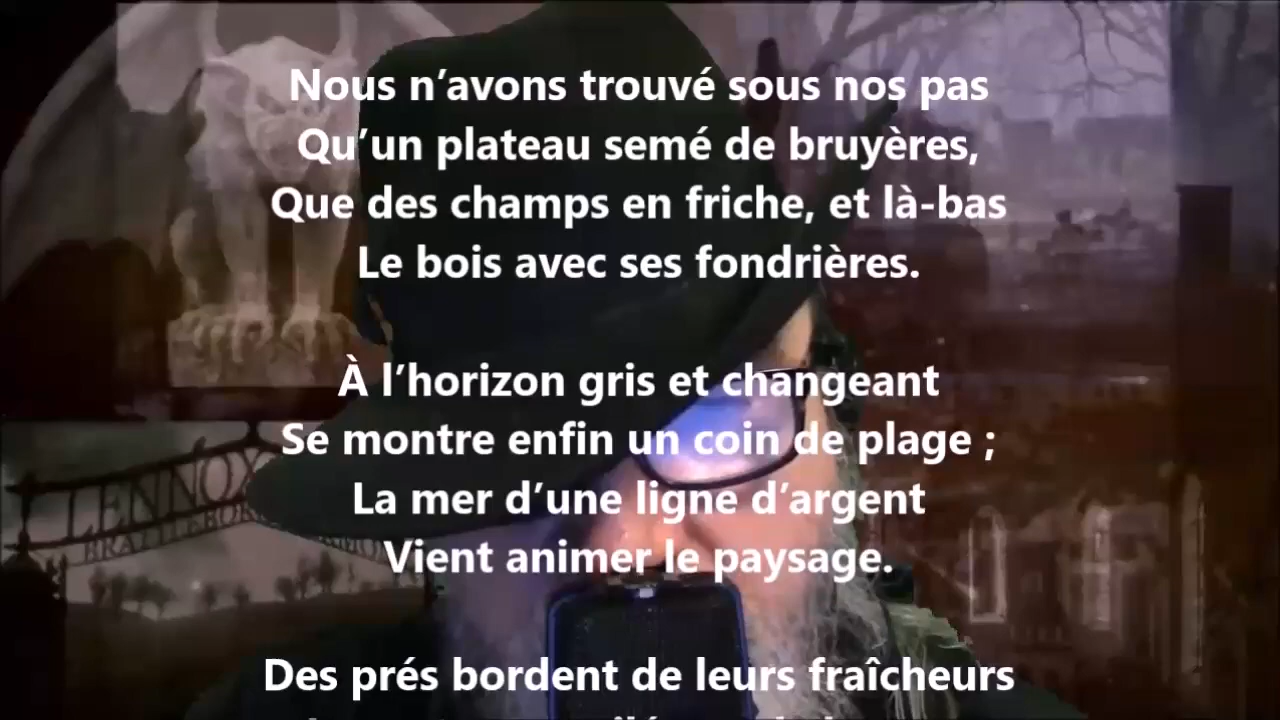 Nous n’avons trouvé sous nos pas
Qu’un plateau semé de bruyères,
Que des champs en friche, et là-bas
Le bois avec ses fondrières.
À l’horizon gris et changeant
Se montre enfin un coin de plage ;
La mer d’une ligne d’argent
Vient animer le paysage.
Des prés bordent de leurs fraîcheurs
LENNOX